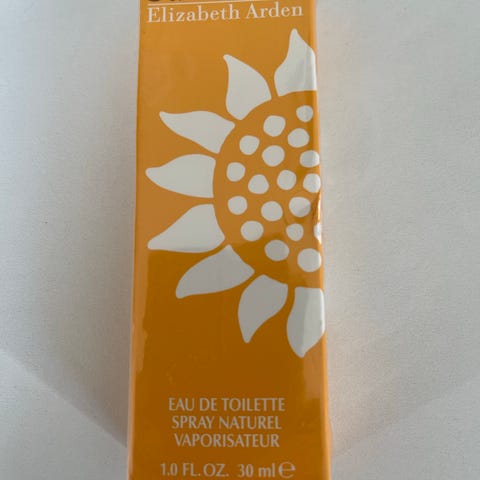 Elizabeth Arden
EAU DE TOILETTE
SPRAY NATUREL
VAPORISATEUR
1.0 FL.OZ. 30 ml ℮